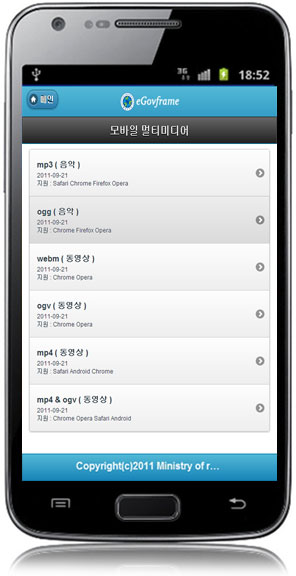 3G
18:52
메인
eGovframe
모바일 멀티미디어
mp3 ( 음악 )
2011-09-21
지원 : Safari Chrome Firefox Opera
ogg ( 음악 )
2011-09-21
지원 : Chrome Firefox Opera
webm ( 동영상 )
2011-09-21
지원 : Chrome Opera
ogv ( 동영상 )
2011-09-21
지원 : Chrome Opera
mp4 ( 동영상 )
2011-09-21
지원 : Safari Android Chrome
mp4 & ogv ( 동영상 )
2011-09-21
지원 : Chrome Opera Safari Android
Copyright(c)2011 Ministry of r...